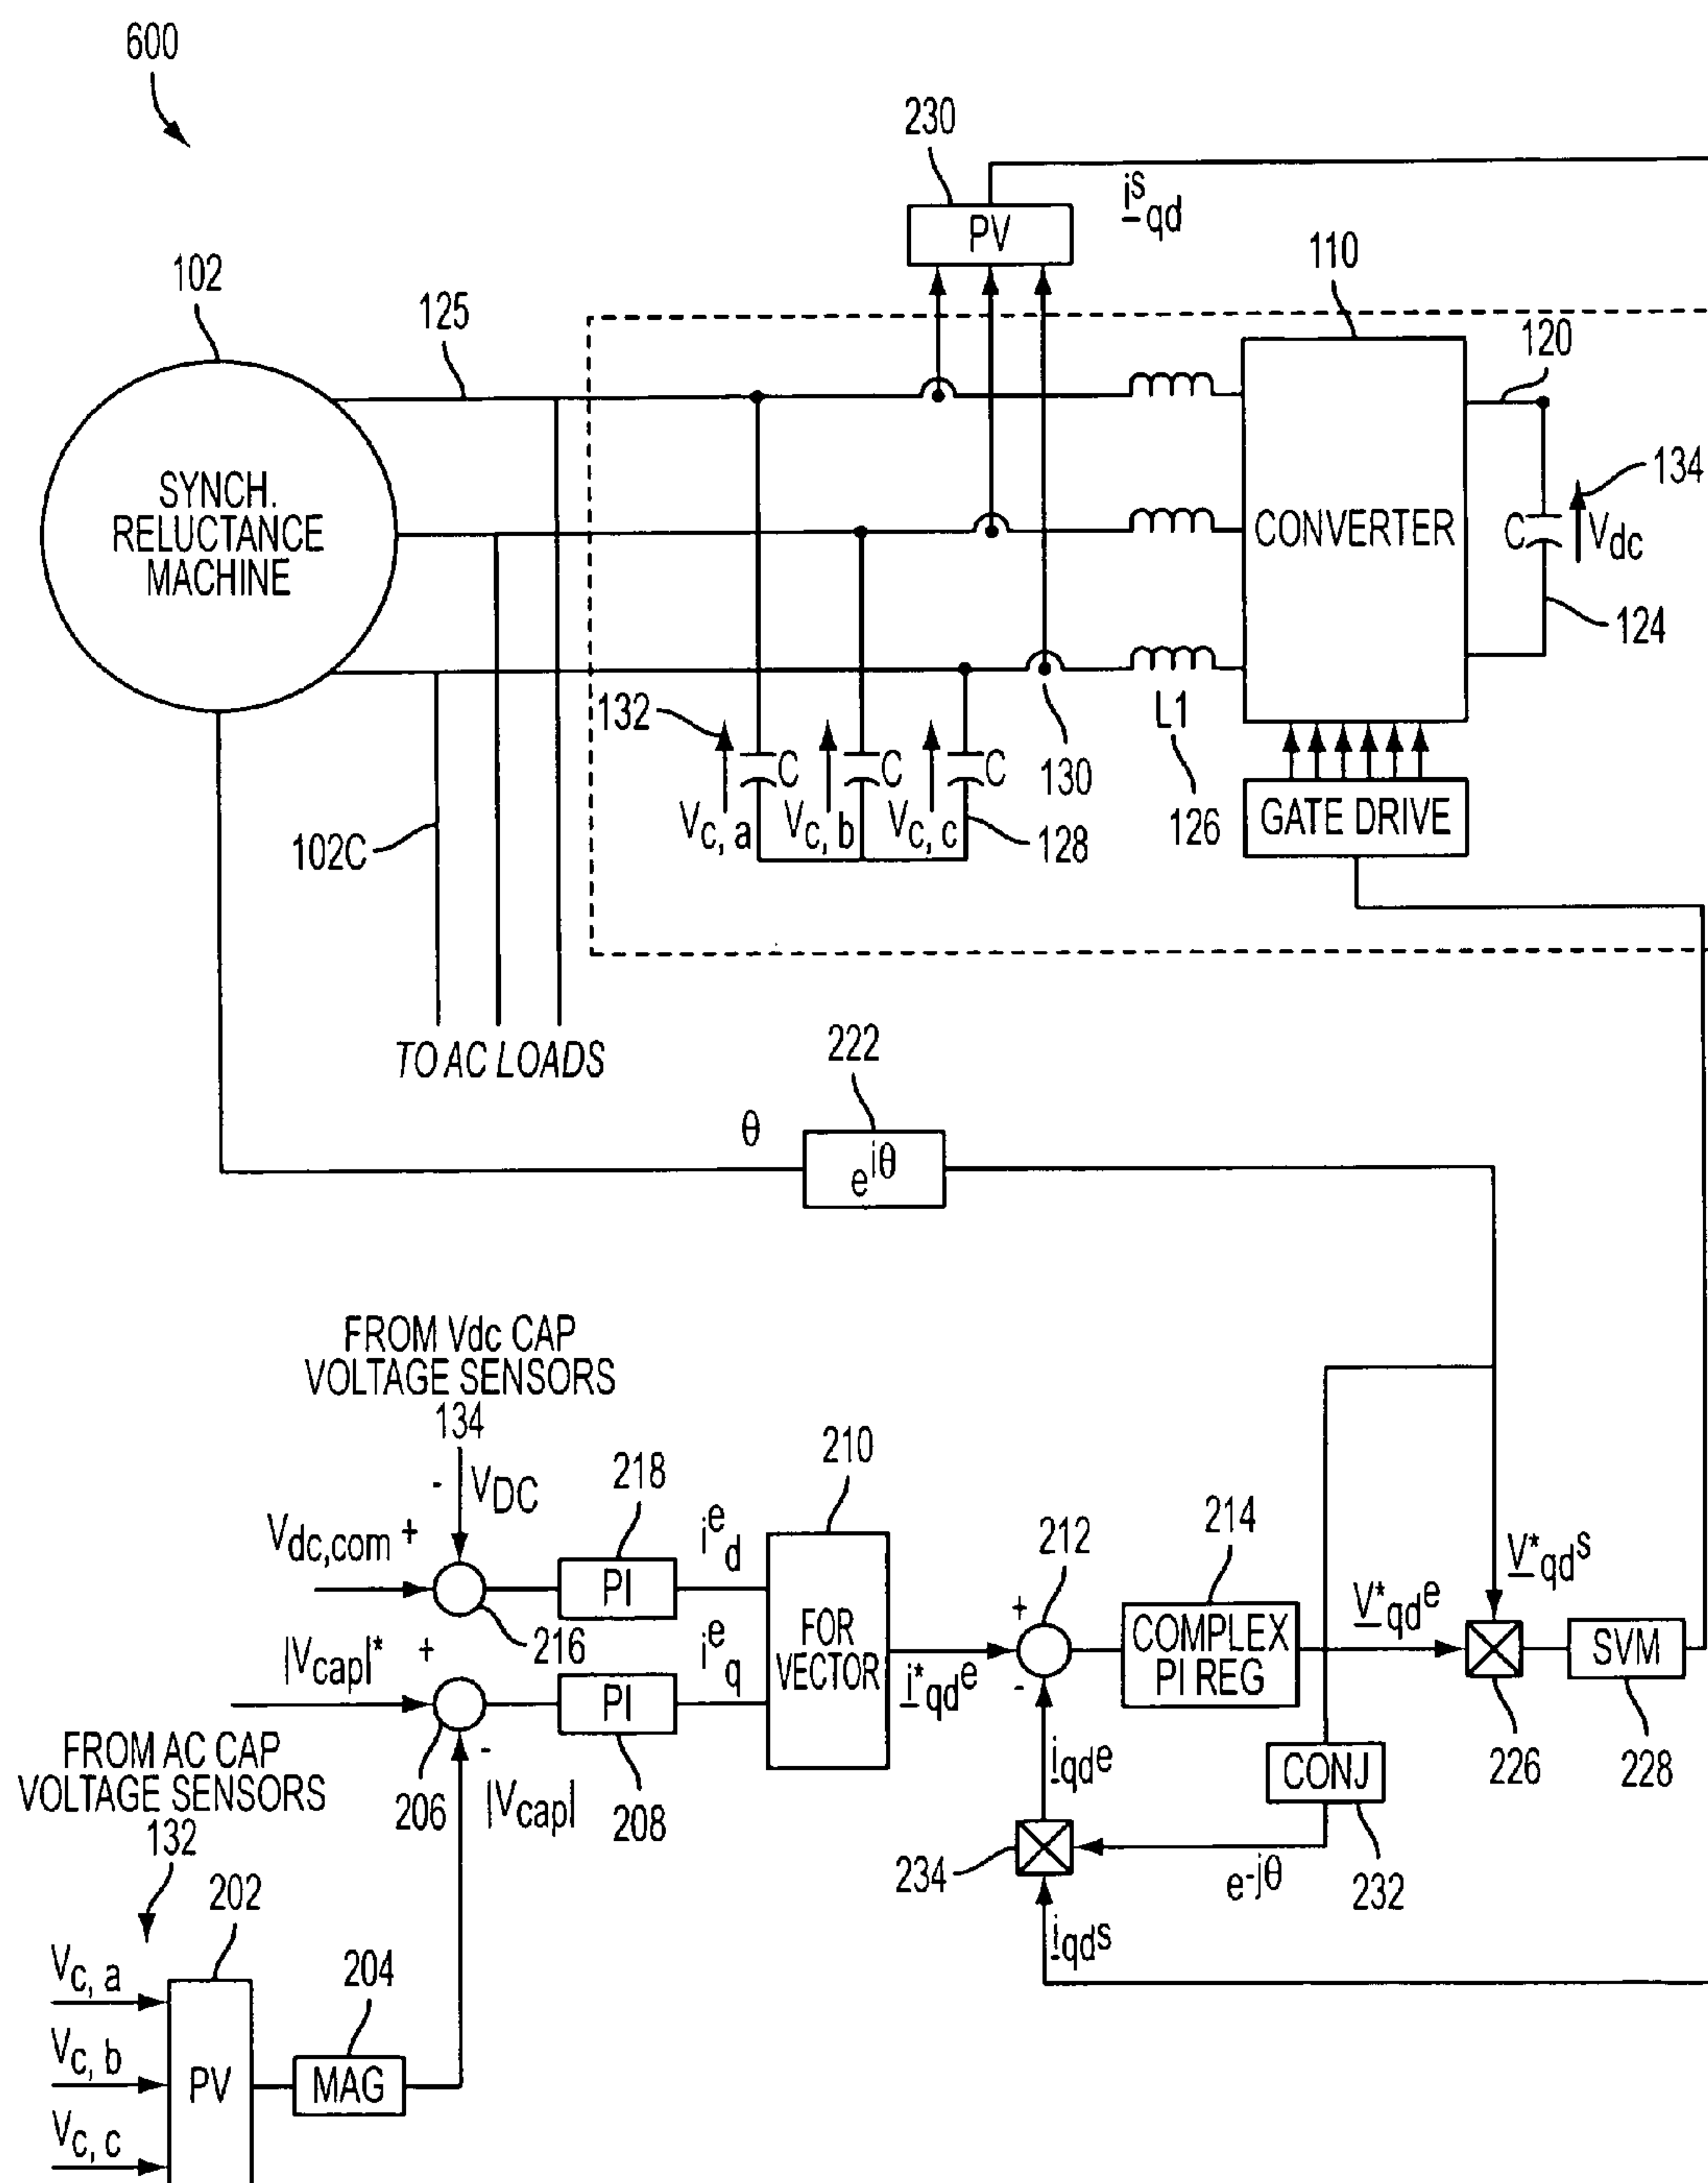 600
230
PV
i^s_qd
110
102
125
120
SYNCH.
RELUCTANCE
MACHINE
CONVERTER
C
V_dc
134
124
132
C
C
C
V_c, a
V_c, b
V_c, c
128
130
L1
126
GATE DRIVE
102C
TO AC LOADS
222
θ
e^jθ
FROM Vdc CAP
VOLTAGE SENSORS
134
- V_DC
V_dc,com +
216
218
PI
i^e_d
210
FOR
VECTOR
|V_cap|*
+
206
-
|V_cap|
PI
208
i^e_q
i*_qd^e
212
+
-
214
COMPLEX
PI REG
V*_qd^e
V*_qd^s
226
SVM
228
i_qd^e
CONJ
232
234
e^-jθ
i_qd^s
FROM AC CAP
VOLTAGE SENSORS
132
202
V_c, a
V_c, b
V_c, c
PV
204
MAG